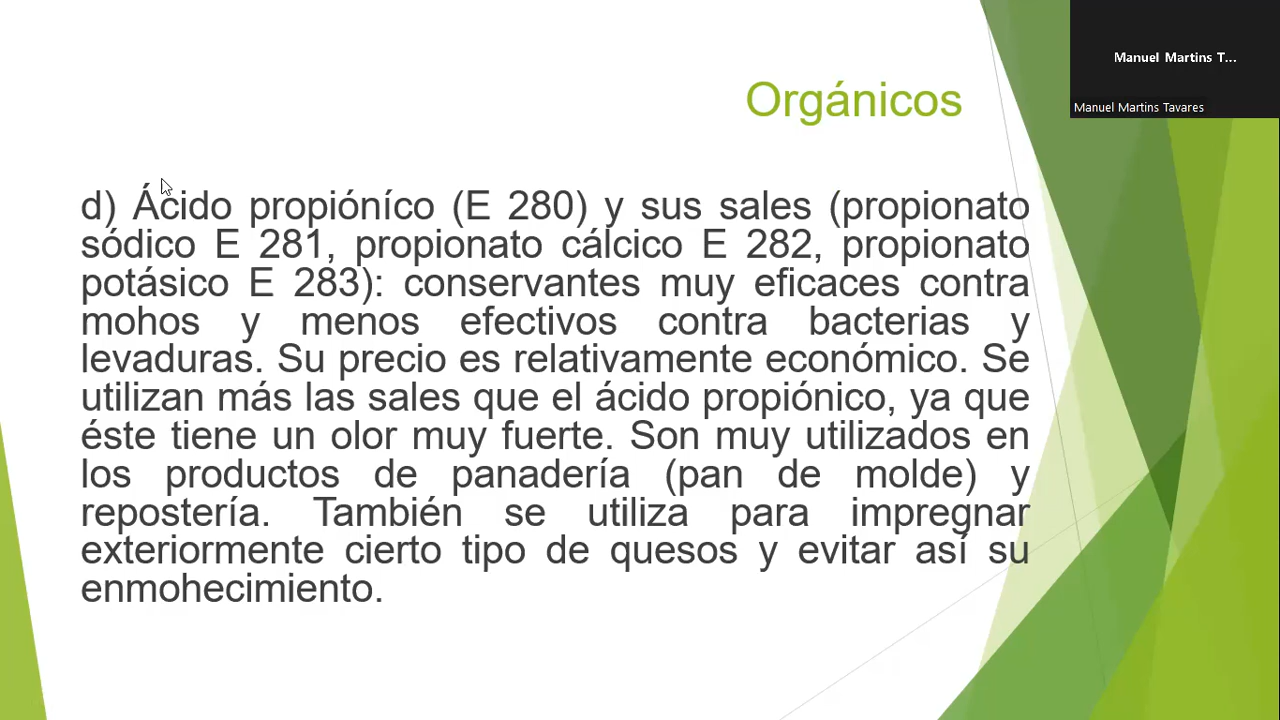 Manuel Martins T...
Manuel Martins Tavares
Orgánicos
d) Ácido propióníco (E 280) y sus sales (propionato
sódico E 281, propionato cálcico E 282, propionato
potásico E 283): conservantes muy eficaces contra
mohos y menos efectivos contra bacterias y
levaduras. Su precio es relativamente económico. Se
utilizan más las sales que el ácido propiónico, ya que
éste tiene un olor muy fuerte. Son muy utilizados en
los productos de panadería (pan de molde) y
repostería. También se utiliza para impregnar
exteriormente cierto tipo de quesos y evitar así su
enmohecimiento.